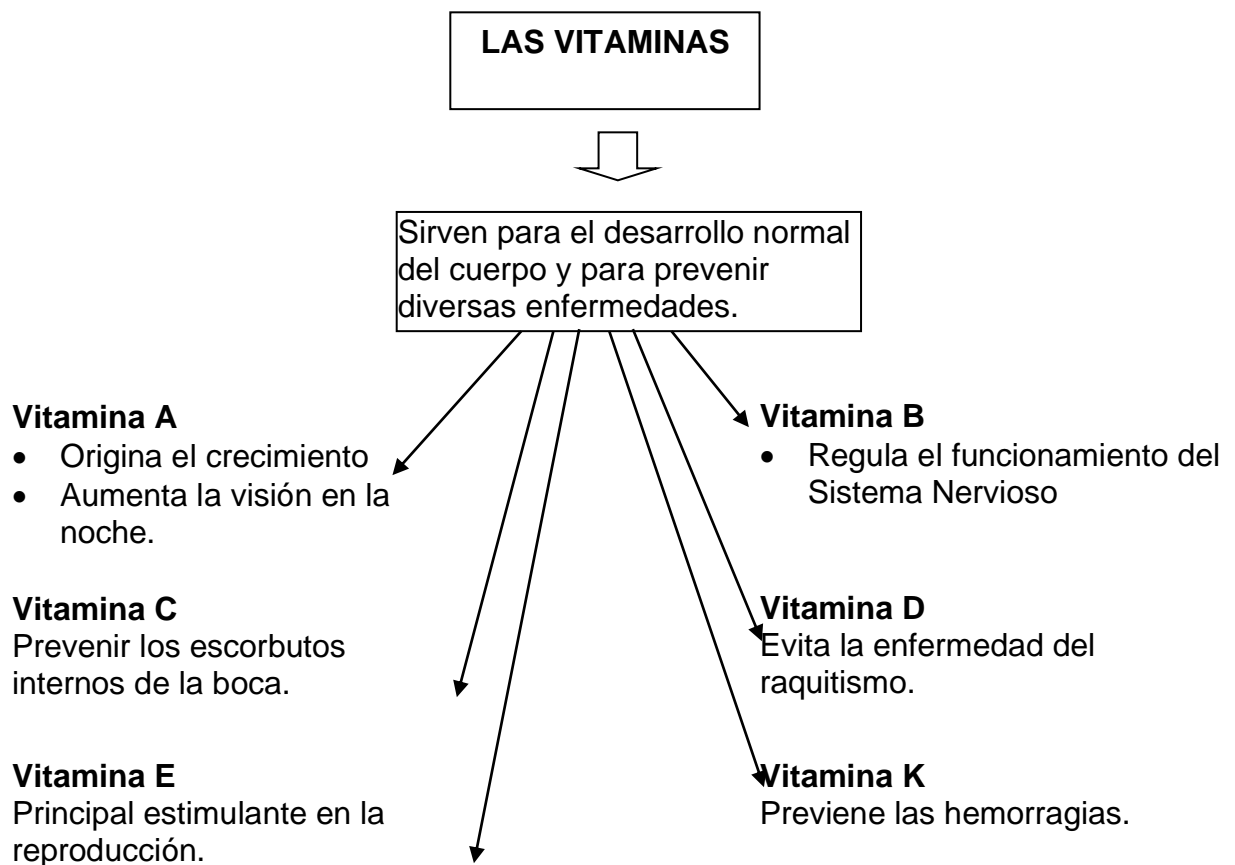 LAS VITAMINAS
Sirven para el desarrollo normal
del cuerpo y para prevenir
diversas enfermedades.
Vitamina A
• Origina el crecimiento
• Aumenta la visión en la
noche.
Vitamina B
• Regula el funcionamiento del
Sistema Nervioso
Vitamina C
Prevenir los escorbutos
internos de la boca.
Vitamina D
Evita la enfermedad del
raquitismo.
Vitamina E
Principal estimulante en la
reproducción.
Vitamina K
Previene las hemorragias.